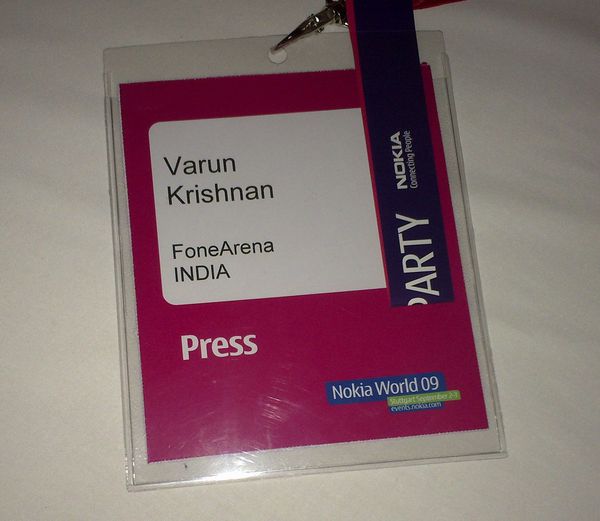 Varun
Krishnan
FoneArena
INDIA
Press
NOKIA
Connecting People
PARTY
Nokia World 09
Stuttgart September 2-3
events.nokia.com